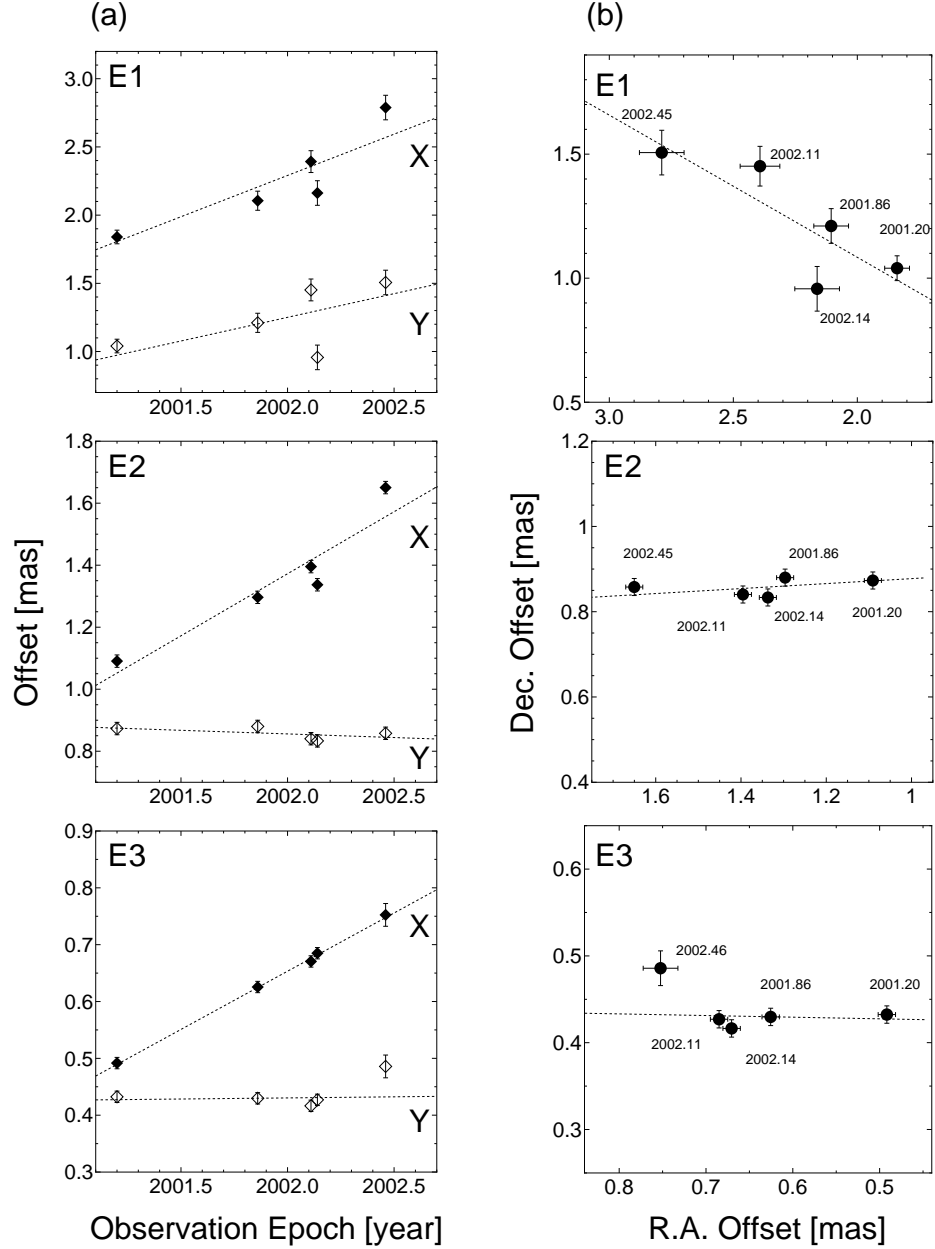 (a)
E1
3.0
2.5
2.0
1.5
1.0
X
Y
2001.5 2002.0 2002.5
E2
1.8
1.6
1.4
1.2
1.0
0.8
X
Y
2001.5 2002.0 2002.5
E3
0.9
0.8
0.7
0.6
0.5
0.4
0.3
X
Y
2001.5 2002.0 2002.5
Offset [mas]
Observation Epoch [year]
(b)
E1
1.5
1.0
0.5
2002.45
2002.11
2001.86
2001.20
2002.14
3.0 2.5 2.0
E2
1.2
1
0.8
0.6
0.4
2002.45
2001.86
2002.11
2002.14
2001.20
1.6 1.4 1.2 1
E3
0.6
0.5
0.4
0.3
2002.46
2001.86
2001.20
2002.11
2002.14
0.8 0.7 0.6 0.5
Dec. Offset [mas]
R.A. Offset [mas]